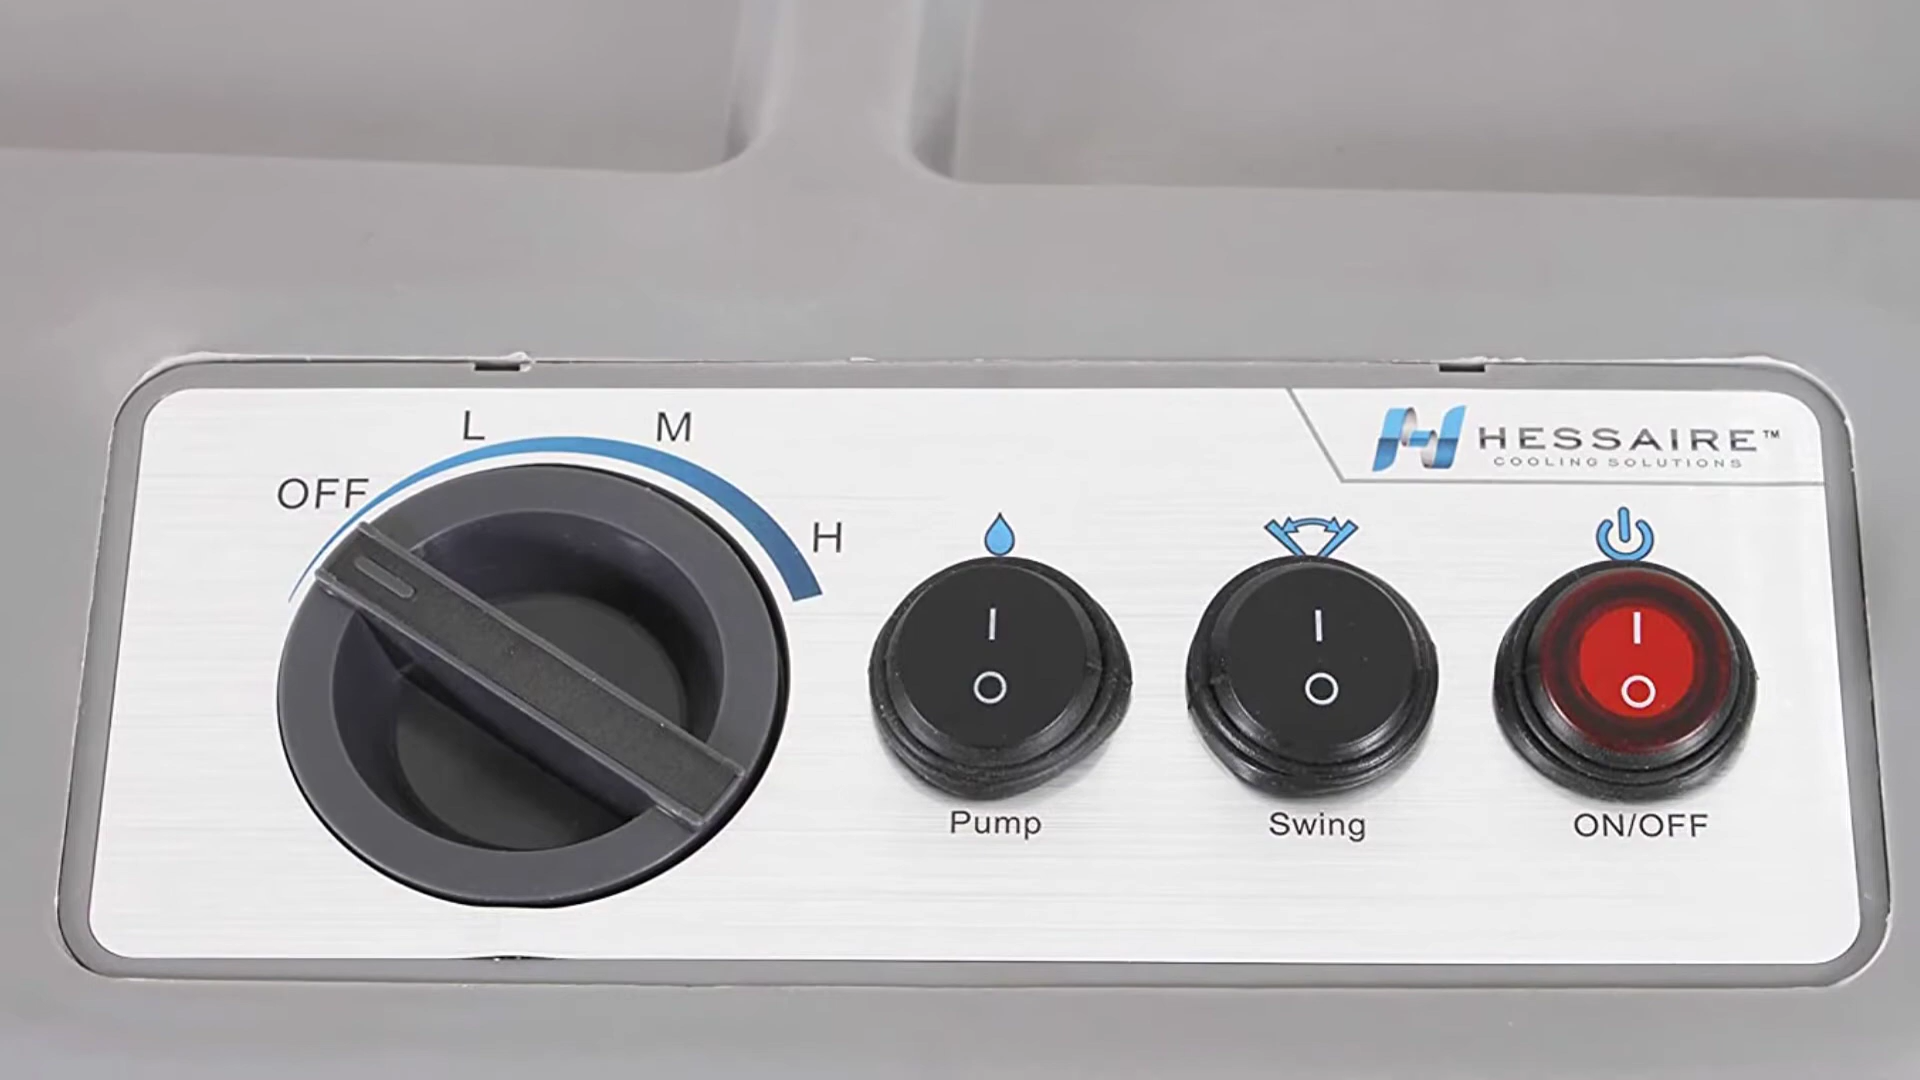 L M
OFF
H
HESSAIRE™
COOLING SOLUTIONS
I I I
O O O
Pump Swing ON/OFF